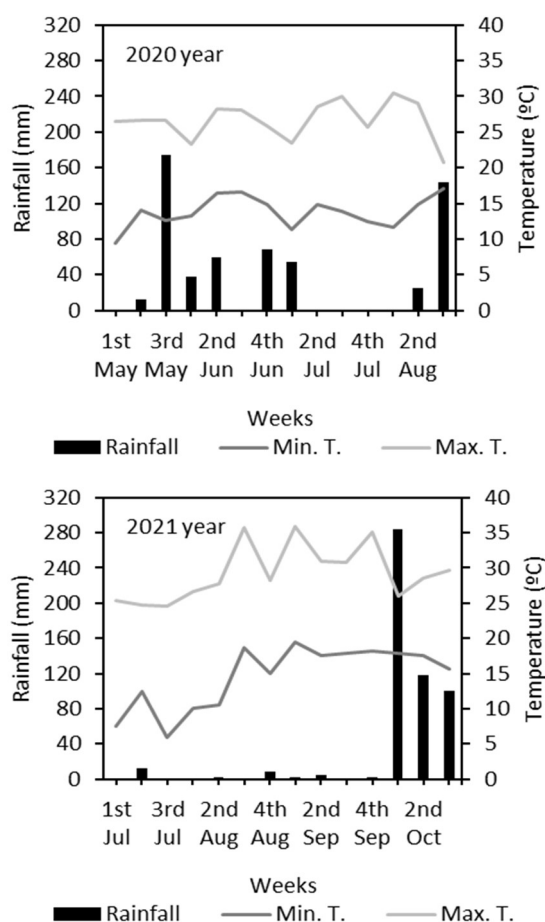 320 40
280 2020 year 35
240 30
200 25
160 20
120 15
80 10
40 5
0 0
Rainfall (mm)
Temperature (ºC)
1st 3rd 2nd 4th 2nd 4th 2nd
May May Jun Jun Jul Jul Aug
Weeks
Rainfall Min. T. Max. T.
320 40
280 2021 year 35
240 30
200 25
160 20
120 15
80 10
40 5
0 0
Rainfall (mm)
Temperature (ºC)
1st 3rd 2nd 4th 2nd 4th 2nd
Jul Jul Aug Aug Sep Sep Oct
Weeks
Rainfall Min. T. Max. T.